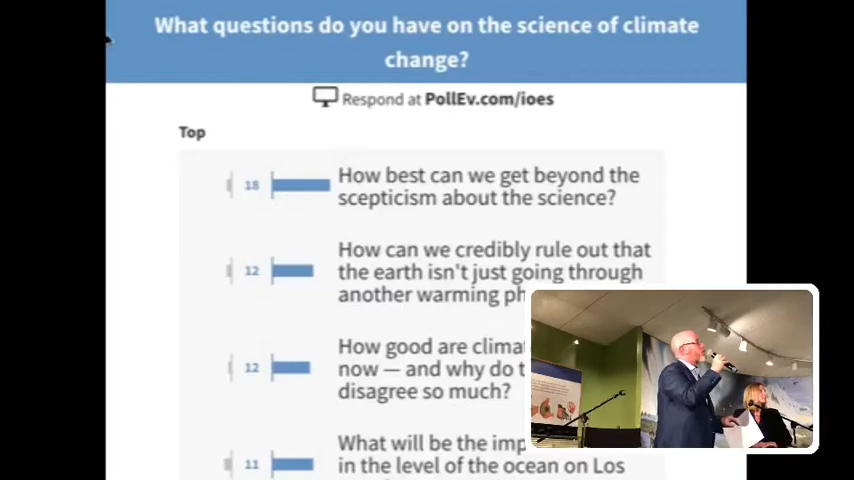 What questions do you have on the science of climate
change?
Respond at PollEv.com/ioes
Top
18
How best can we get beyond the
scepticism about the science?
12
How can we credibly rule out that
the earth isn't just going through
another warming
12
How good are
now — and why do
disagree so much?
11
What will be the
in the level of the ocean on Los